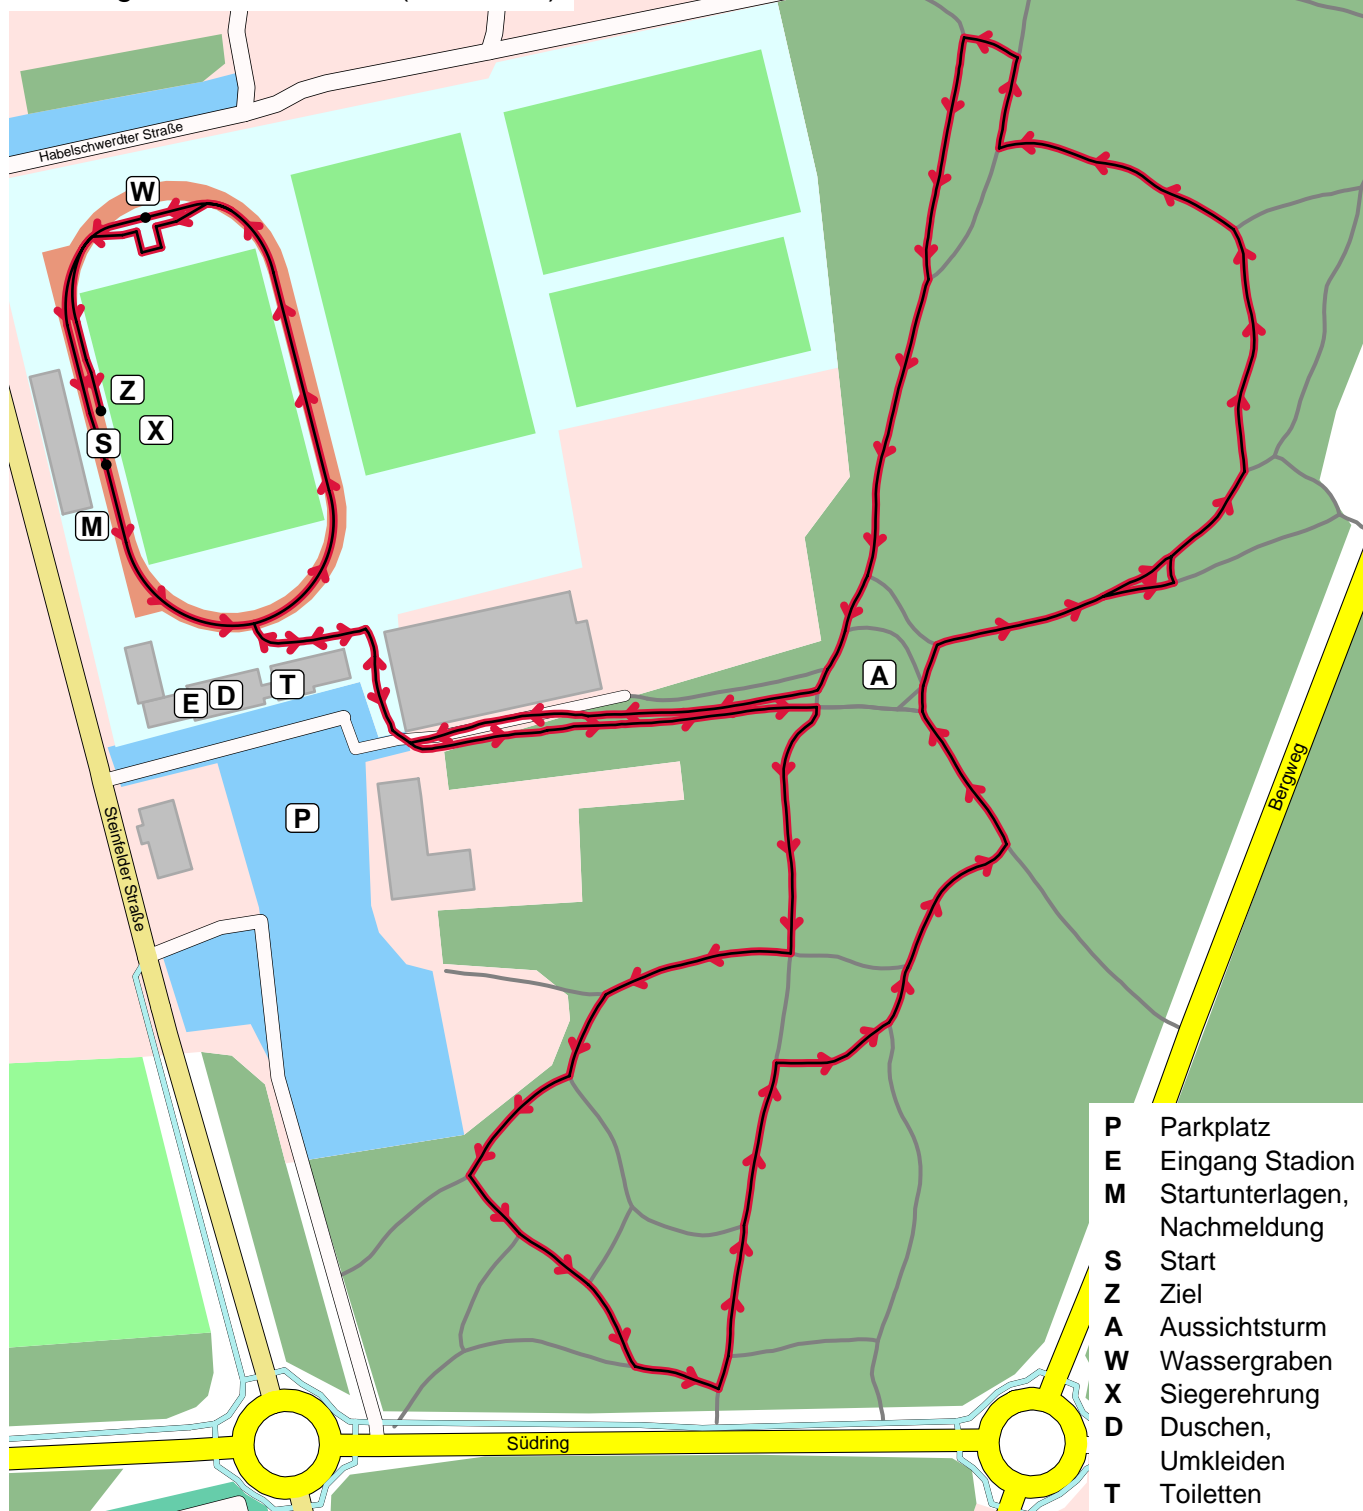 Habelschwerdter Straße
W
Z
X
S
M
E
D
T
A
P
Steinfelder Straße
Bergweg
Südring
P Parkplatz
E Eingang Stadion
M Startunterlagen,
Nachmeldung
S Start
Z Ziel
A Aussichtsturm
W Wassergraben
X Siegerehrung
D Duschen,
Umkleiden
T Toiletten